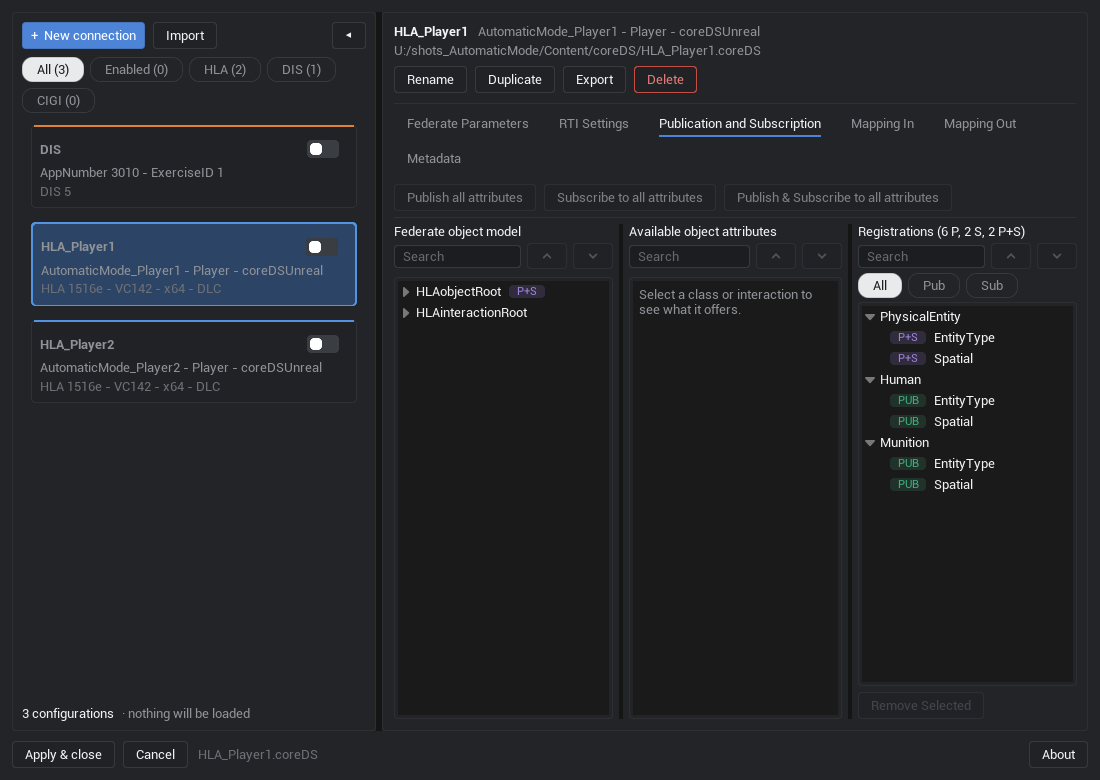 + New connection
Import
All (3)
Enabled (0)
HLA (2)
DIS (1)
CIGI (0)
DIS
AppNumber 3010 - ExerciseID 1
DIS 5
HLA_Player1
AutomaticMode_Player1 - Player - coreDSUnreal
HLA 1516e - VC142 - x64 - DLC
HLA_Player2
AutomaticMode_Player2 - Player - coreDSUnreal
HLA 1516e - VC142 - x64 - DLC
3 configurations · nothing will be loaded
HLA_Player1 AutomaticMode_Player1 - Player - coreDSUnreal
U:/shots_AutomaticMode/Content/coreDS/HLA_Player1.coreDS
Rename
Duplicate
Export
Delete
Federate Parameters
RTI Settings
Publication and Subscription
Mapping In
Mapping Out
Metadata
Publish all attributes
Subscribe to all attributes
Publish & Subscribe to all attributes
Federate object model
Search
HLAobjectRoot P+S
HLAinteractionRoot
Available object attributes
Search
Select a class or interaction to
see what it offers.
Registrations (6 P, 2 S, 2 P+S)
Search
All
Pub
Sub
PhysicalEntity
P+S EntityType
P+S Spatial
Human
PUB EntityType
PUB Spatial
Munition
PUB EntityType
PUB Spatial
Remove Selected
Apply & close
Cancel
HLA_Player1.coreDS
About